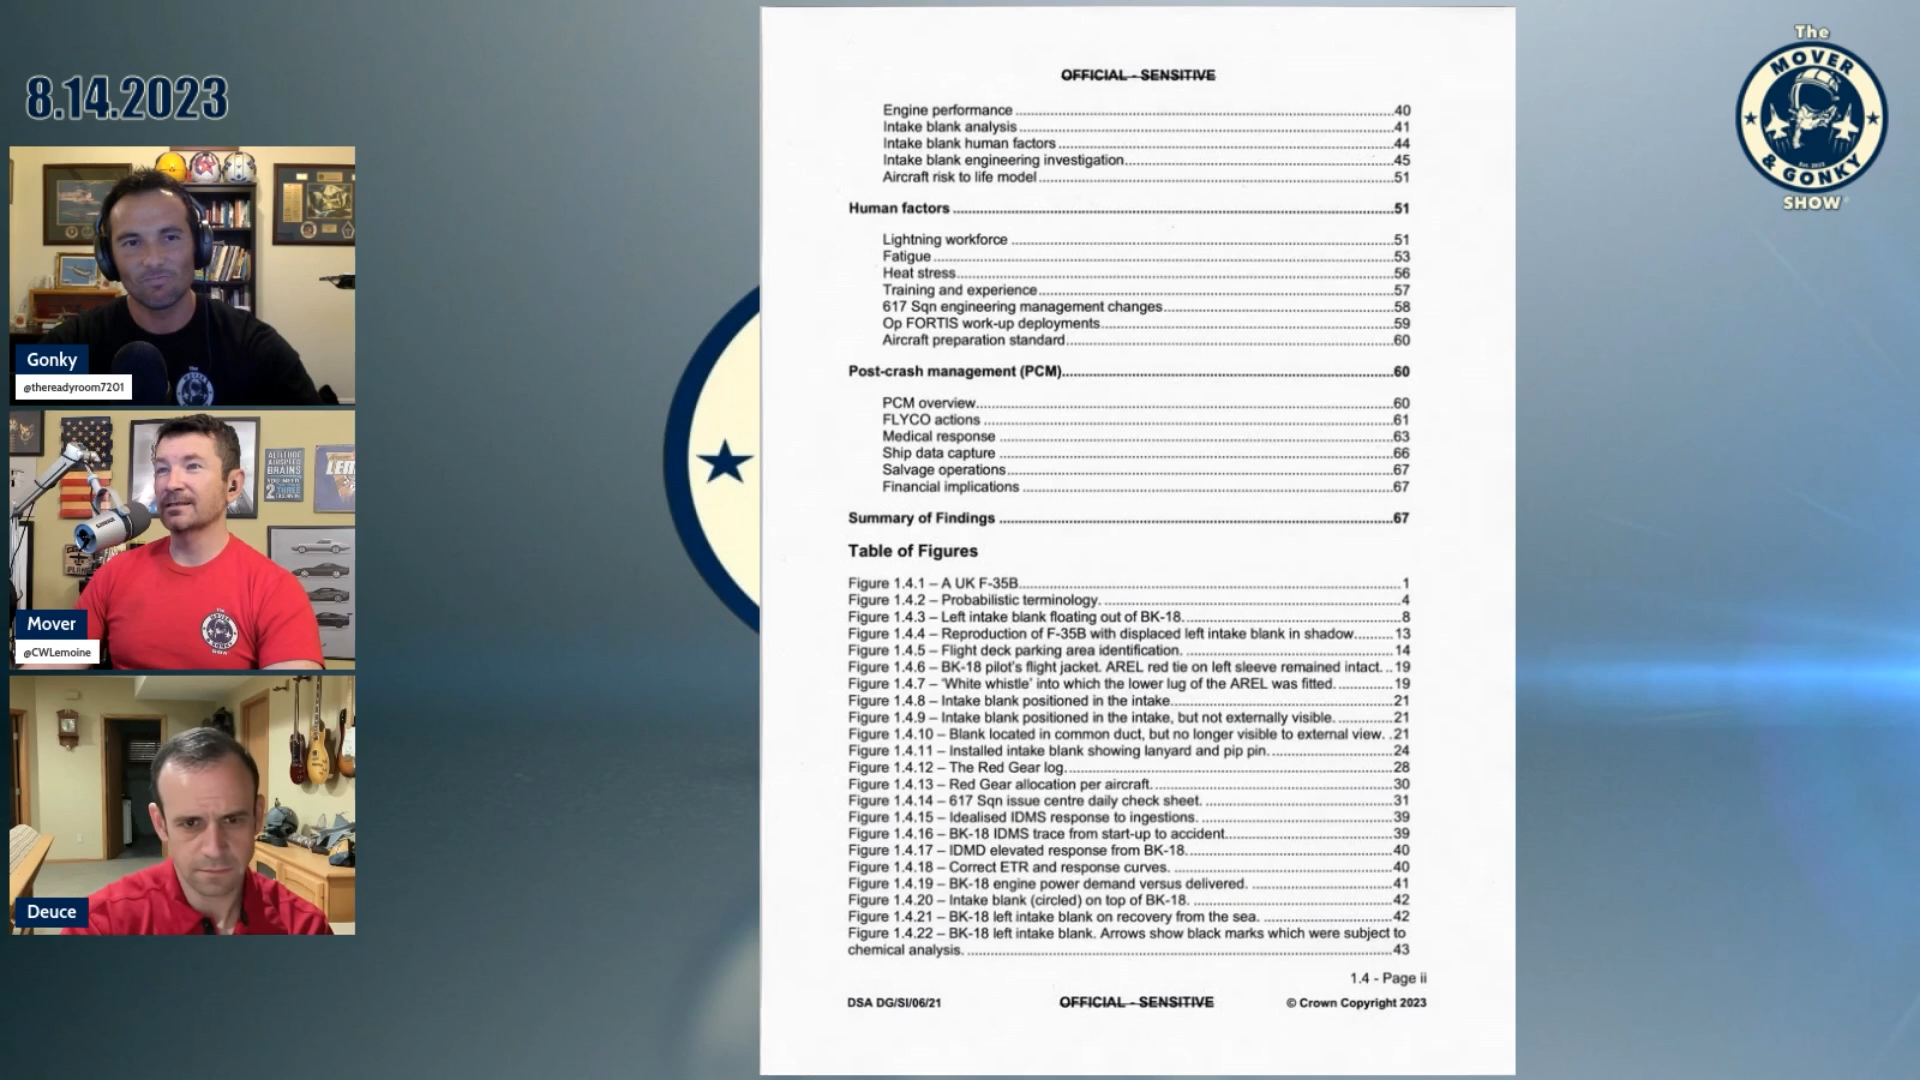 8.14.2023
Gonky
@thereadyroom7201
ALTITUDE
AIRSPEED
BRAINS
2
Mover
@CWLemoine
Deuce
OFFICIAL - SENSITIVE
Engine performance 40
Intake blank analysis 41
Intake blank human factors 44
Intake blank engineering investigation 45
Aircraft risk to life model 51
Human factors 51
Lightning workforce 51
Fatigue 53
Heat stress 56
Training and experience 57
617 Sqn engineering management changes 58
Op FORTIS work-up deployments 59
Aircraft preparation standard 60
Post-crash management (PCM) 60
PCM overview 60
FLYCO actions 61
Medical response 63
Ship data capture 66
Salvage operations 67
Financial implications 67
Summary of Findings 67
Table of Figures
Figure 1.4.1 – A UK F-35B. 1
Figure 1.4.2 – Probabilistic terminology. 4
Figure 1.4.3 – Left intake blank floating out of BK-18. 8
Figure 1.4.4 – Reproduction of F-35B with displaced left intake blank in shadow. 13
Figure 1.4.5 – Flight deck parking area identification. 14
Figure 1.4.6 – BK-18 pilot's flight jacket. AREL red tie on left sleeve remained intact. 19
Figure 1.4.7 – 'White whistle' into which the lower lug of the AREL was fitted. 19
Figure 1.4.8 – Intake blank positioned in the intake. 21
Figure 1.4.9 – Intake blank positioned in the intake, but not externally visible. 21
Figure 1.4.10 – Blank located in common duct, but no longer visible to external view. 21
Figure 1.4.11 – Installed intake blank showing lanyard and pip pin. 24
Figure 1.4.12 – The Red Gear log. 28
Figure 1.4.13 – Red Gear allocation per aircraft. 30
Figure 1.4.14 – 617 Sqn issue centre daily check sheet. 31
Figure 1.4.15 – Idealised IDMS response to ingestions. 39
Figure 1.4.16 – BK-18 IDMS trace from start-up to accident. 39
Figure 1.4.17 – IDMD elevated response from BK-18. 40
Figure 1.4.18 – Correct ETR and response curves. 40
Figure 1.4.19 – BK-18 engine power demand versus delivered. 41
Figure 1.4.20 – Intake blank (circled) on top of BK-18. 42
Figure 1.4.21 – BK-18 left intake blank on recovery from the sea. 42
Figure 1.4.22 – BK-18 left intake blank. Arrows show black marks which were subject to
chemical analysis. 43
1.4 - Page ii
DSA DG/SI/06/21 OFFICIAL - SENSITIVE © Crown Copyright 2023
The
MOVER
& GONKY
SHOW